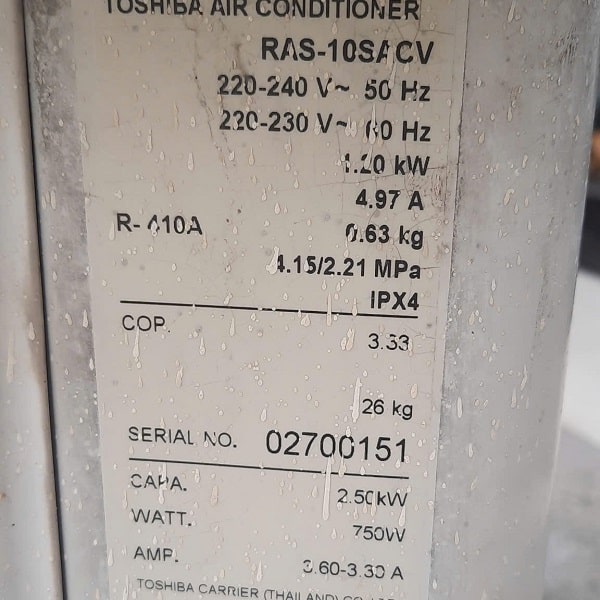 TOSHIBA AIR CONDITIONER
RAS-10SACV
220-240 V~ 50 Hz
220-230 V~ 60 Hz
1.20 kW
4.97 A
R-410A 0.63 kg
4.15/2.21 MPa
IPX4
COP. 3.33
26 kg
SERIAL NO. 02700151
CAPA. 2.50kW
WATT. 750W
AMP. 3.60-3.30 A
TOSHIBA CARRIER (THAILAND) CO.,LTD.